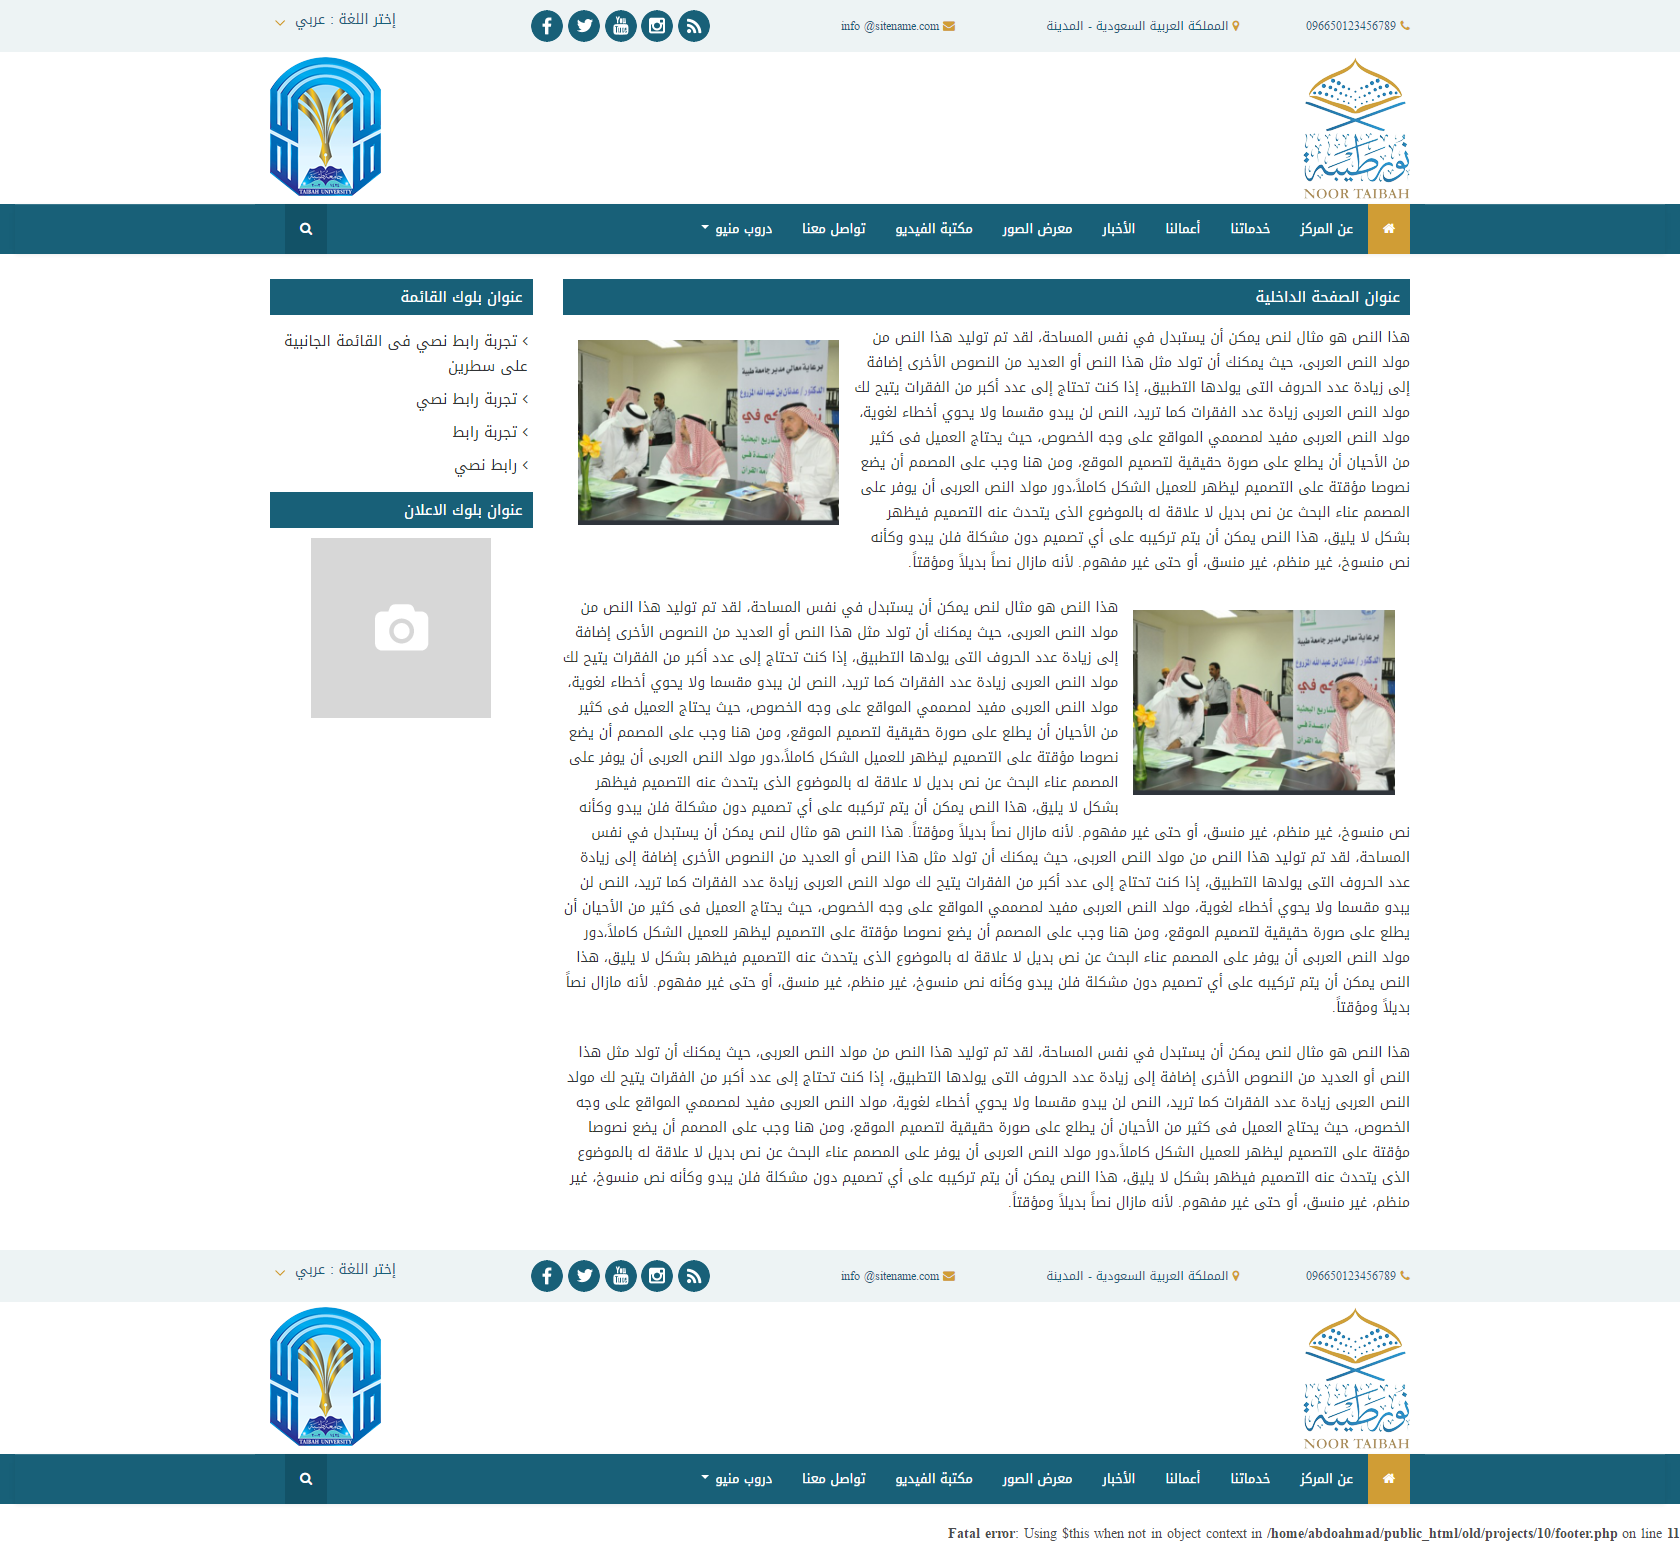 096650123456789
المملكة العربية السعودية - المدينة
info @sitename.com
إختر اللغة : عربي
نور طيبة
NOOR TAIBAH
جامعة طيبة
TAIBAH UNIVERSITY
عن المركز
خدماتنا
أعمالنا
الأخبار
معرض الصور
مكتبة الفيديو
تواصل معنا
دروب منيو
عنوان الصفحة الداخلية
هذا النص هو مثال لنص يمكن أن يستبدل في نفس المساحة، لقد تم توليد هذا النص من
مولد النص العربى، حيث يمكنك أن تولد مثل هذا النص أو العديد من النصوص الأخرى إضافة
إلى زيادة عدد الحروف التى يولدها التطبيق، إذا كنت تحتاج إلى عدد أكبر من الفقرات يتيح لك
مولد النص العربى زيادة عدد الفقرات كما تريد، النص لن يبدو مقسما ولا يحوي أخطاء لغوية،
مولد النص العربى مفيد لمصممي المواقع على وجه الخصوص، حيث يحتاج العميل فى كثير
من الأحيان أن يطلع على صورة حقيقية لتصميم الموقع، ومن هنا وجب على المصمم أن يضع
نصوصا مؤقتة على التصميم ليظهر للعميل الشكل كاملاً،دور مولد النص العربى أن يوفر على
المصمم عناء البحث عن نص بديل لا علاقة له بالموضوع الذى يتحدث عنه التصميم فيظهر
بشكل لا يليق، هذا النص يمكن أن يتم تركيبه على أي تصميم دون مشكلة فلن يبدو وكأنه
نص منسوخ، غير منظم، غير منسق، أو حتى غير مفهوم. لأنه مازال نصاً بديلاً ومؤقتاً.
برعاية معالي مدير جامعة طيبة
الدكتور / عدنان بن عبدالله المزروع
هذا النص هو مثال لنص يمكن أن يستبدل في نفس المساحة، لقد تم توليد هذا النص من
مولد النص العربى، حيث يمكنك أن تولد مثل هذا النص أو العديد من النصوص الأخرى إضافة
إلى زيادة عدد الحروف التى يولدها التطبيق، إذا كنت تحتاج إلى عدد أكبر من الفقرات يتيح لك
مولد النص العربى زيادة عدد الفقرات كما تريد، النص لن يبدو مقسما ولا يحوي أخطاء لغوية،
مولد النص العربى مفيد لمصممي المواقع على وجه الخصوص، حيث يحتاج العميل فى كثير
من الأحيان أن يطلع على صورة حقيقية لتصميم الموقع، ومن هنا وجب على المصمم أن يضع
نصوصا مؤقتة على التصميم ليظهر للعميل الشكل كاملاً،دور مولد النص العربى أن يوفر على
المصمم عناء البحث عن نص بديل لا علاقة له بالموضوع الذى يتحدث عنه التصميم فيظهر
بشكل لا يليق، هذا النص يمكن أن يتم تركيبه على أي تصميم دون مشكلة فلن يبدو وكأنه
نص منسوخ، غير منظم، غير منسق، أو حتى غير مفهوم. لأنه مازال نصاً بديلاً ومؤقتاً. هذا النص هو مثال لنص يمكن أن يستبدل في نفس
المساحة، لقد تم توليد هذا النص من مولد النص العربى، حيث يمكنك أن تولد مثل هذا النص أو العديد من النصوص الأخرى إضافة إلى زيادة
عدد الحروف التى يولدها التطبيق، إذا كنت تحتاج إلى عدد أكبر من الفقرات يتيح لك مولد النص العربى زيادة عدد الفقرات كما تريد، النص لن
يبدو مقسما ولا يحوي أخطاء لغوية، مولد النص العربى مفيد لمصممي المواقع على وجه الخصوص، حيث يحتاج العميل فى كثير من الأحيان أن
يطلع على صورة حقيقية لتصميم الموقع، ومن هنا وجب على المصمم أن يضع نصوصا مؤقتة على التصميم ليظهر للعميل الشكل كاملاً،دور
مولد النص العربى أن يوفر على المصمم عناء البحث عن نص بديل لا علاقة له بالموضوع الذى يتحدث عنه التصميم فيظهر بشكل لا يليق، هذا
النص يمكن أن يتم تركيبه على أي تصميم دون مشكلة فلن يبدو وكأنه نص منسوخ، غير منظم، غير منسق، أو حتى غير مفهوم. لأنه مازال نصاً
بديلاً ومؤقتاً.
برعاية معالي مدير جامعة طيبة
الدكتور / عدنان بن عبدالله المزروع
هذا النص هو مثال لنص يمكن أن يستبدل في نفس المساحة، لقد تم توليد هذا النص من مولد النص العربى، حيث يمكنك أن تولد مثل هذا
النص أو العديد من النصوص الأخرى إضافة إلى زيادة عدد الحروف التى يولدها التطبيق، إذا كنت تحتاج إلى عدد أكبر من الفقرات يتيح لك مولد
النص العربى زيادة عدد الفقرات كما تريد، النص لن يبدو مقسما ولا يحوي أخطاء لغوية، مولد النص العربى مفيد لمصممي المواقع على وجه
الخصوص، حيث يحتاج العميل فى كثير من الأحيان أن يطلع على صورة حقيقية لتصميم الموقع، ومن هنا وجب على المصمم أن يضع نصوصا
مؤقتة على التصميم ليظهر للعميل الشكل كاملاً،دور مولد النص العربى أن يوفر على المصمم عناء البحث عن نص بديل لا علاقة له بالموضوع
الذى يتحدث عنه التصميم فيظهر بشكل لا يليق، هذا النص يمكن أن يتم تركيبه على أي تصميم دون مشكلة فلن يبدو وكأنه نص منسوخ، غير
منظم، غير منسق، أو حتى غير مفهوم. لأنه مازال نصاً بديلاً ومؤقتاً.
عنوان بلوك القائمة
تجربة رابط نصي فى القائمة الجانبية
على سطرين
تجربة رابط نصي
تجربة رابط
رابط نصي
عنوان بلوك الاعلان
096650123456789
المملكة العربية السعودية - المدينة
info @sitename.com
إختر اللغة : عربي
نور طيبة
NOOR TAIBAH
جامعة طيبة
TAIBAH UNIVERSITY
عن المركز
خدماتنا
أعمالنا
الأخبار
معرض الصور
مكتبة الفيديو
تواصل معنا
دروب منيو
Fatal error: Using $this when not in object context in /home/abdoahmad/public_html/old/projects/10/footer.php on line 11